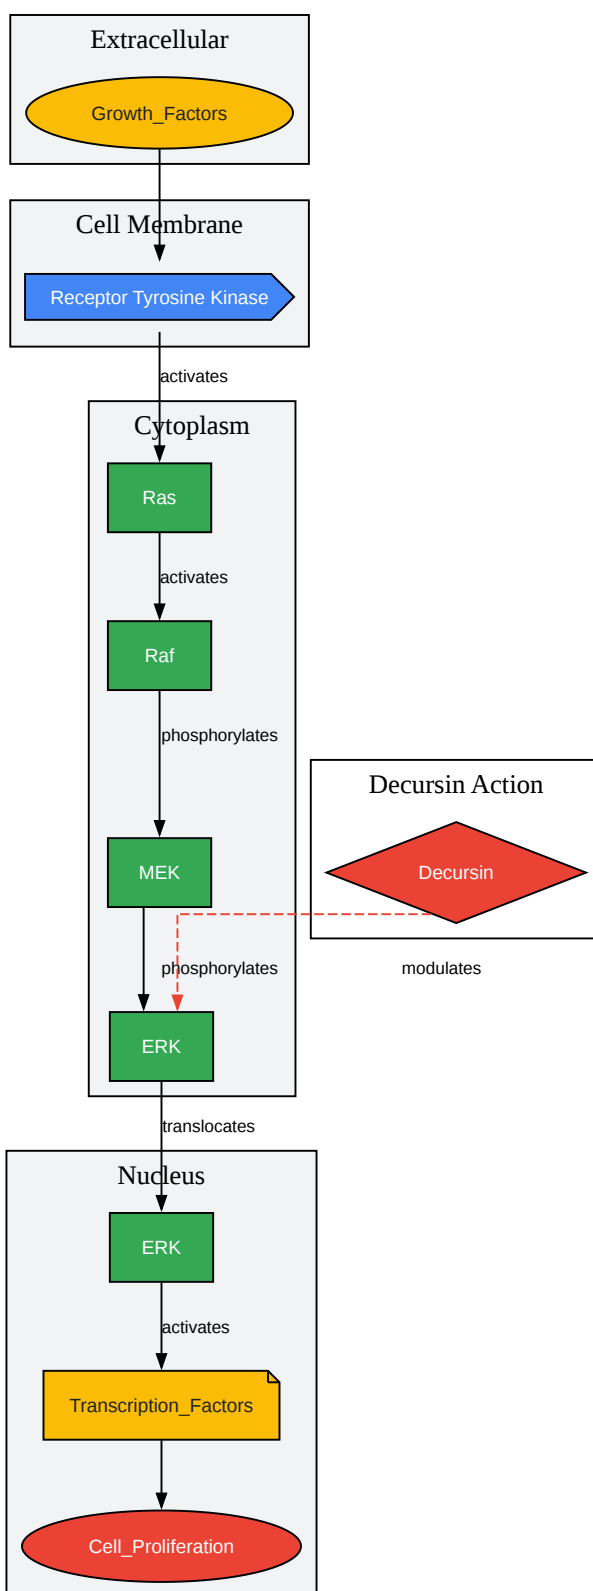 Extracellular
Growth_Factors
Cell Membrane
Receptor Tyrosine Kinase
activates
Cytoplasm
Ras
activates
Raf
phosphorylates
Decursin Action
MEK
Decursin
phosphorylates
modulates
ERK
translocates
Nucleus
ERK
activates
Transcription_Factors
Cell_Proliferation